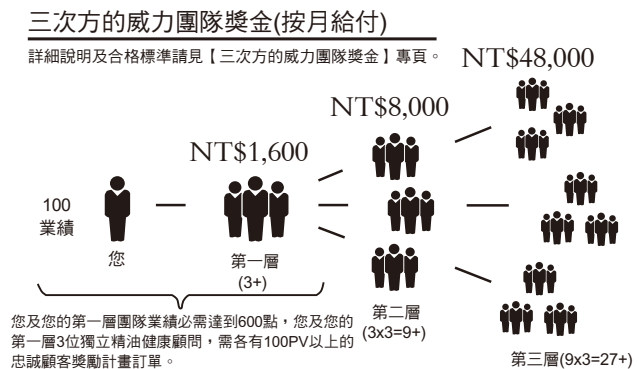 三次方的威力團隊獎金(按月給付)
詳細說明及合格標準請見【三次方的威力團隊獎金】專頁。
NT$48,000
NT$8,000
NT$1,600
100
業績
您
第一層
(3+)
第二層
(3x3=9+)
第三層(9x3=27+)
您及您的第一層團隊業績必需達到600點，您及您的
第一層3位獨立精油健康顧問，需各有100PV以上的
忠誠顧客獎勵計畫訂單。